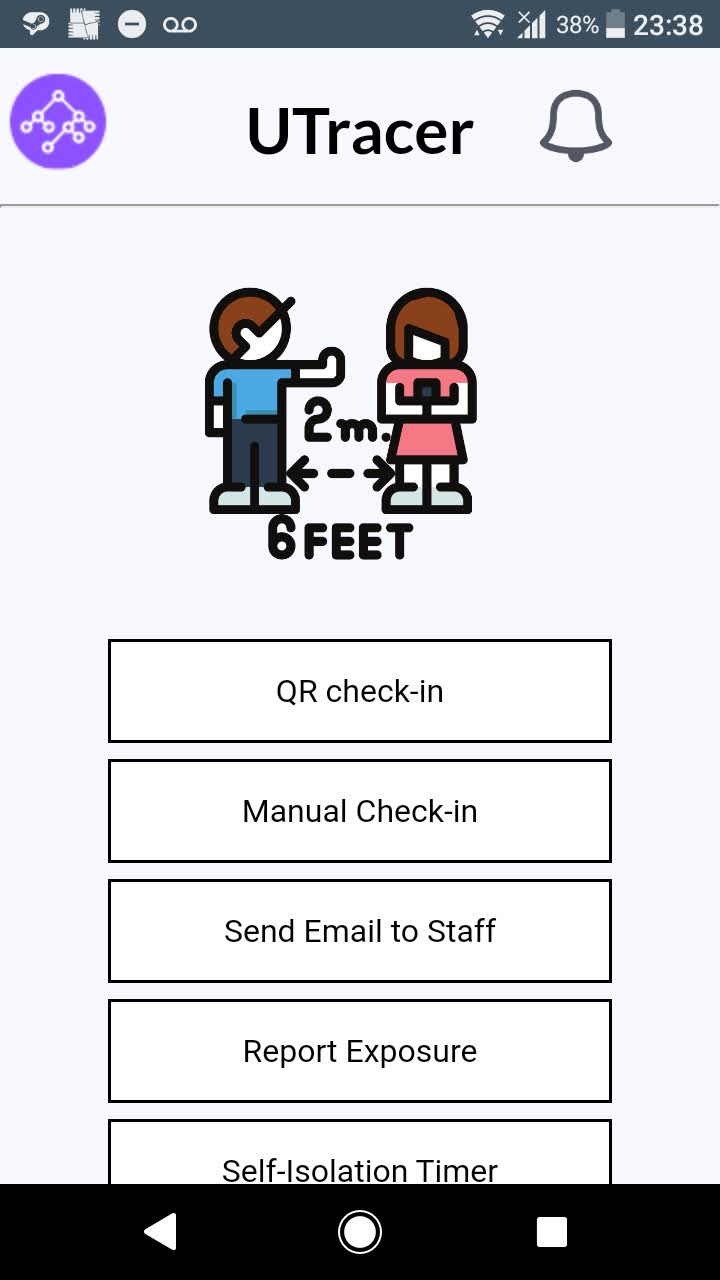 38% 23:38
UTracer
2m.
6 FEET
QR check-in
Manual Check-in
Send Email to Staff
Report Exposure
Self-Isolation Timer